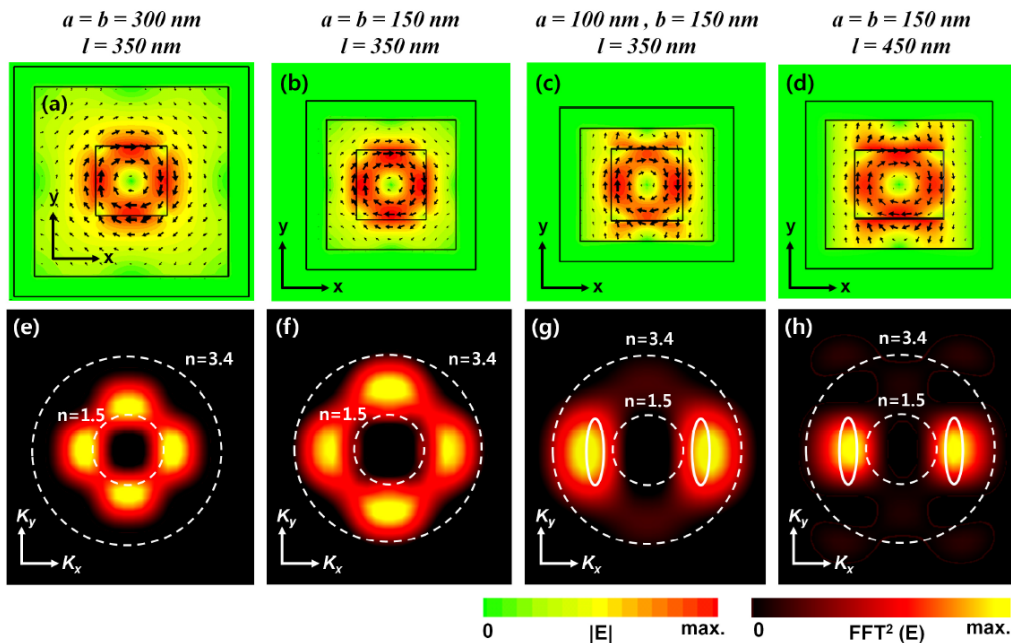 a = b = 300 nm
l = 350 nm
a = b = 150 nm
l = 350 nm
a = 100 nm , b = 150 nm
l = 350 nm
a = b = 150 nm
l = 450 nm
(a)
y
x
(b)
y
x
(c)
y
x
(d)
y
x
(e)
n=3.4
n=1.5
Ky
Kx
(f)
n=3.4
n=1.5
Ky
Kx
(g)
n=3.4
n=1.5
Ky
Kx
(h)
n=3.4
n=1.5
Ky
Kx
0 |E| max.
0 FFT² (E) max.